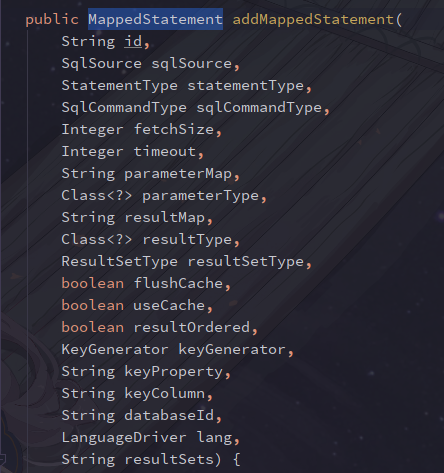 public MappedStatement addMappedStatement(
String id,
SqlSource sqlSource,
StatementType statementType,
SqlCommandType sqlCommandType,
Integer fetchSize,
Integer timeout,
String parameterMap,
Class<?> parameterType,
String resultMap,
Class<?> resultType,
ResultSetType resultSetType,
boolean flushCache,
boolean useCache,
boolean resultOrdered,
KeyGenerator keyGenerator,
String keyProperty,
String keyColumn,
String databaseId,
LanguageDriver lang,
String resultSets) {